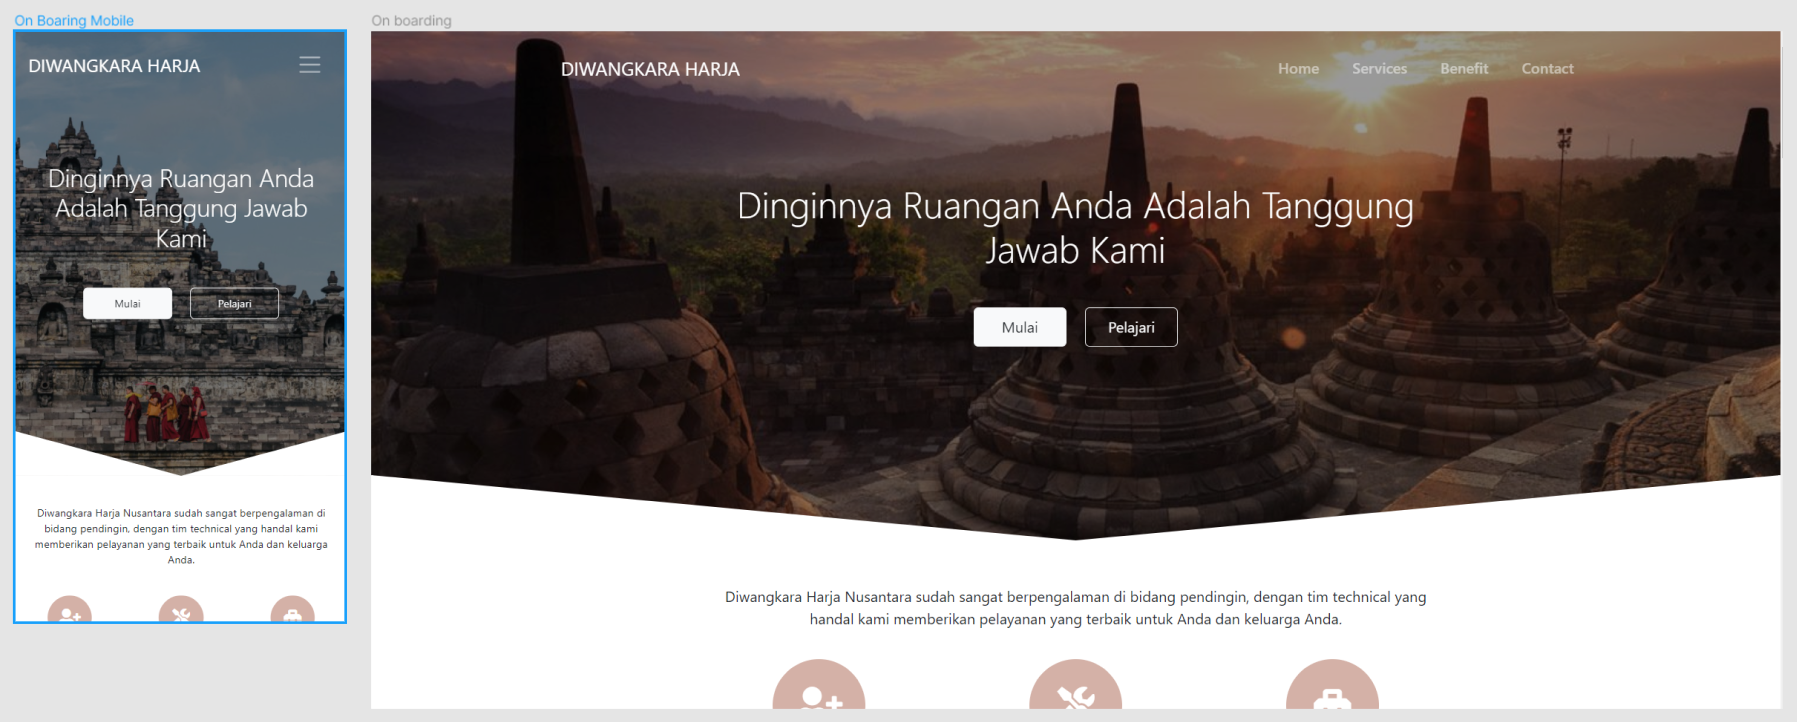 On Boaring Mobile
DIWANGKARA HARJA
Dinginnya Ruangan Anda
Adalah Tanggung Jawab
Kami
Mulai
Pelajari
Diwangkara Harja Nusantara sudah sangat berpengalaman di
bidang pendingin, dengan tim technical yang handal kami
memberikan pelayanan yang terbaik untuk Anda dan keluarga
Anda.
On boarding
DIWANGKARA HARJA
Home
Services
Benefit
Contact
Dinginnya Ruangan Anda Adalah Tanggung
Jawab Kami
Mulai
Pelajari
Diwangkara Harja Nusantara sudah sangat berpengalaman di bidang pendingin, dengan tim technical yang
handal kami memberikan pelayanan yang terbaik untuk Anda dan keluarga Anda.